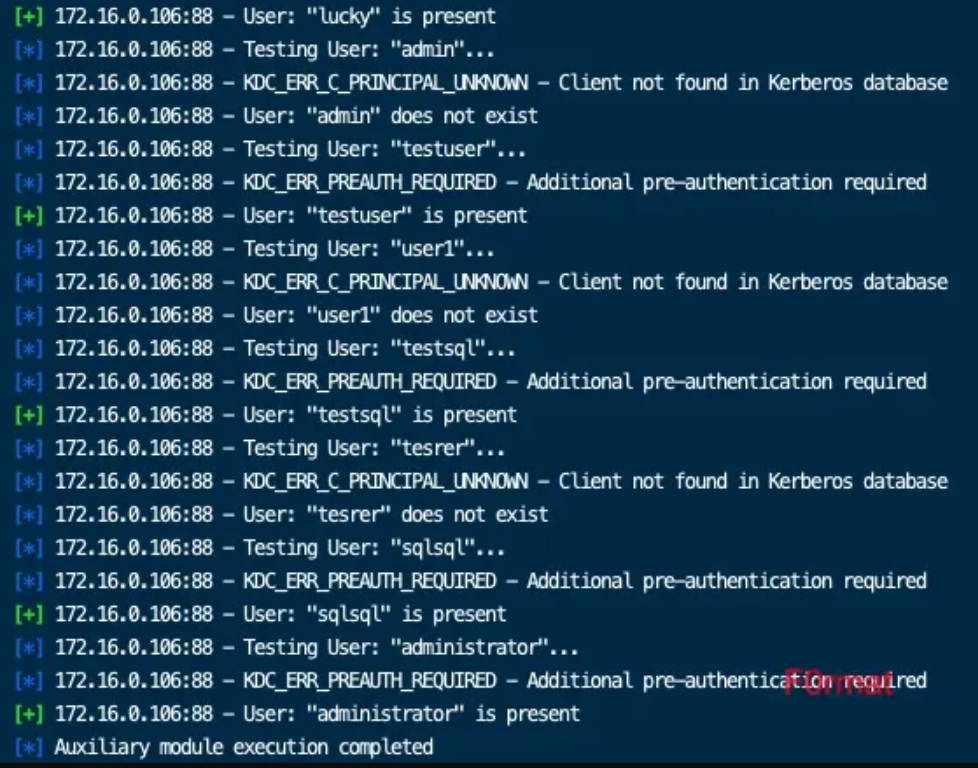 [+] 172.16.0.106:88 – User: "lucky" is present
[*] 172.16.0.106:88 – Testing User: "admin"...
[*] 172.16.0.106:88 – KDC_ERR_C_PRINCIPAL_UNKNOWN – Client not found in Kerberos database
[*] 172.16.0.106:88 – User: "admin" does not exist
[*] 172.16.0.106:88 – Testing User: "testuser"...
[*] 172.16.0.106:88 – KDC_ERR_PREAUTH_REQUIRED – Additional pre–authentication required
[+] 172.16.0.106:88 – User: "testuser" is present
[*] 172.16.0.106:88 – Testing User: "user1"...
[*] 172.16.0.106:88 – KDC_ERR_C_PRINCIPAL_UNKNOWN – Client not found in Kerberos database
[*] 172.16.0.106:88 – User: "user1" does not exist
[*] 172.16.0.106:88 – Testing User: "testsql"...
[*] 172.16.0.106:88 – KDC_ERR_PREAUTH_REQUIRED – Additional pre–authentication required
[+] 172.16.0.106:88 – User: "testsql" is present
[*] 172.16.0.106:88 – Testing User: "tesrer"...
[*] 172.16.0.106:88 – KDC_ERR_C_PRINCIPAL_UNKNOWN – Client not found in Kerberos database
[*] 172.16.0.106:88 – User: "tesrer" does not exist
[*] 172.16.0.106:88 – Testing User: "sqlsql"...
[*] 172.16.0.106:88 – KDC_ERR_PREAUTH_REQUIRED – Additional pre–authentication required
[+] 172.16.0.106:88 – User: "sqlsql" is present
[*] 172.16.0.106:88 – Testing User: "administrator"...
[*] 172.16.0.106:88 – KDC_ERR_PREAUTH_REQUIRED – Additional pre–authentication required
[+] 172.16.0.106:88 – User: "administrator" is present
[*] Auxiliary module execution completed